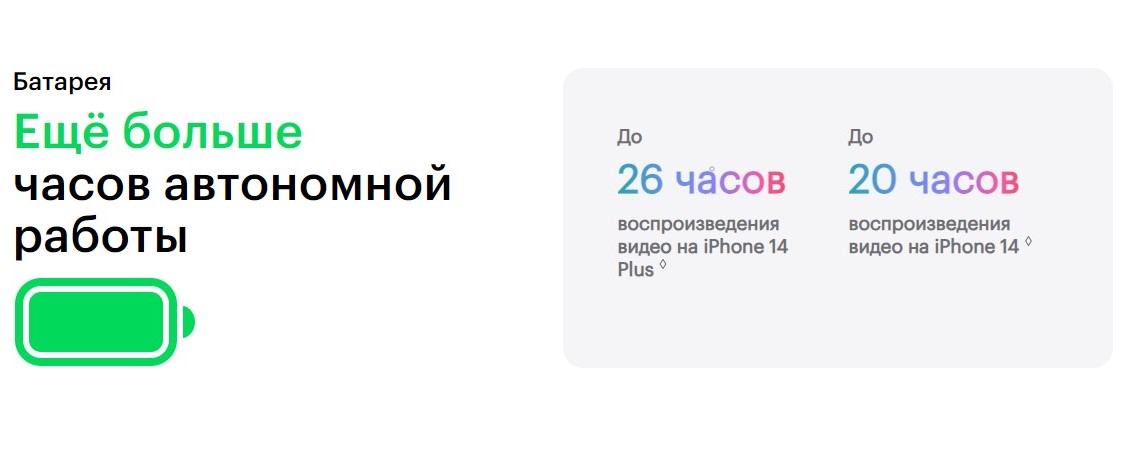 Батарея
Ещё больше
часов автономной
работы
До
26 часов
воспроизведения
видео на iPhone 14
Plus ◊
До
20 часов
воспроизведения
видео на iPhone 14 ◊